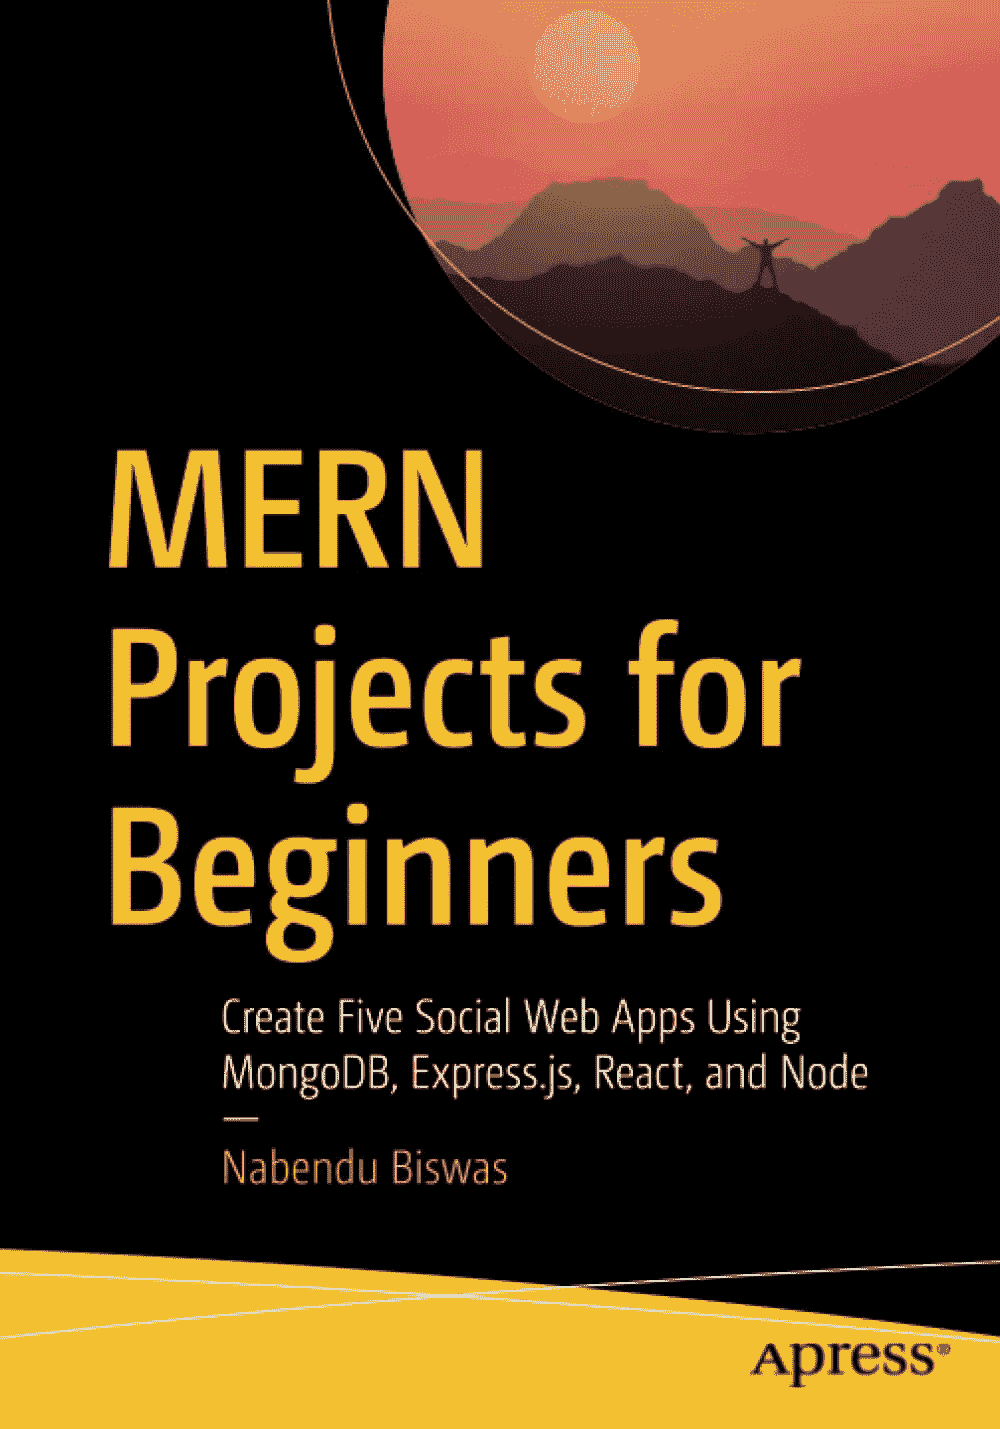 MERN
Projects for
Beginners
Create Five Social Web Apps Using
MongoDB, Express.js, React, and Node
—
Nabendu Biswas
Apress®